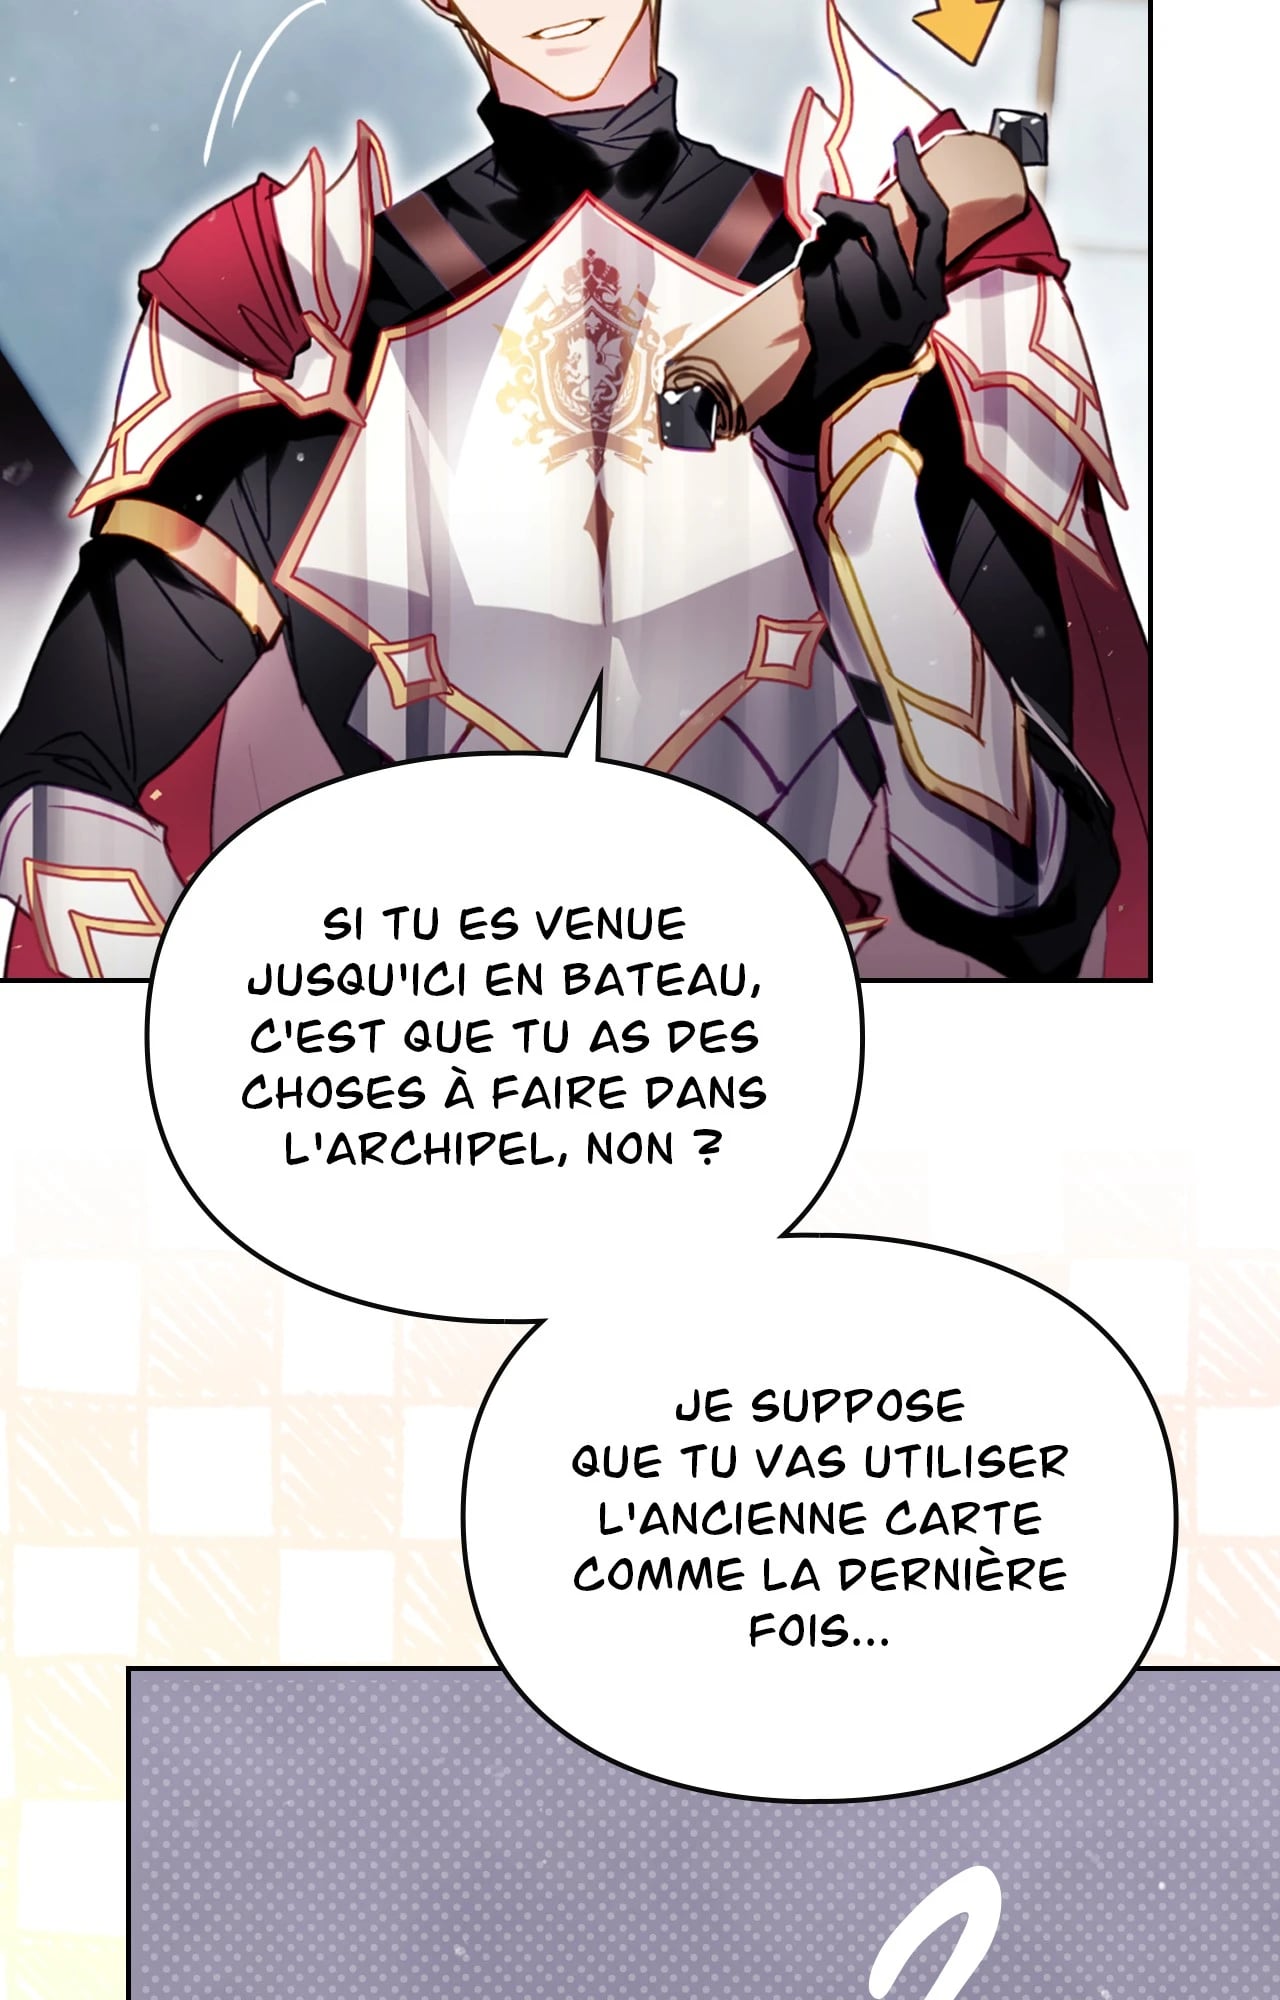 SI TU ES VENUE
JUSQU'ICI EN BATEAU,
C'EST QUE TU AS DES
CHOSES À FAIRE DANS
L'ARCHIPEL, NON ?
JE SUPPOSE
QUE TU VAS UTILISER
L'ANCIENNE CARTE
COMME LA DERNIÈRE
FOIS...